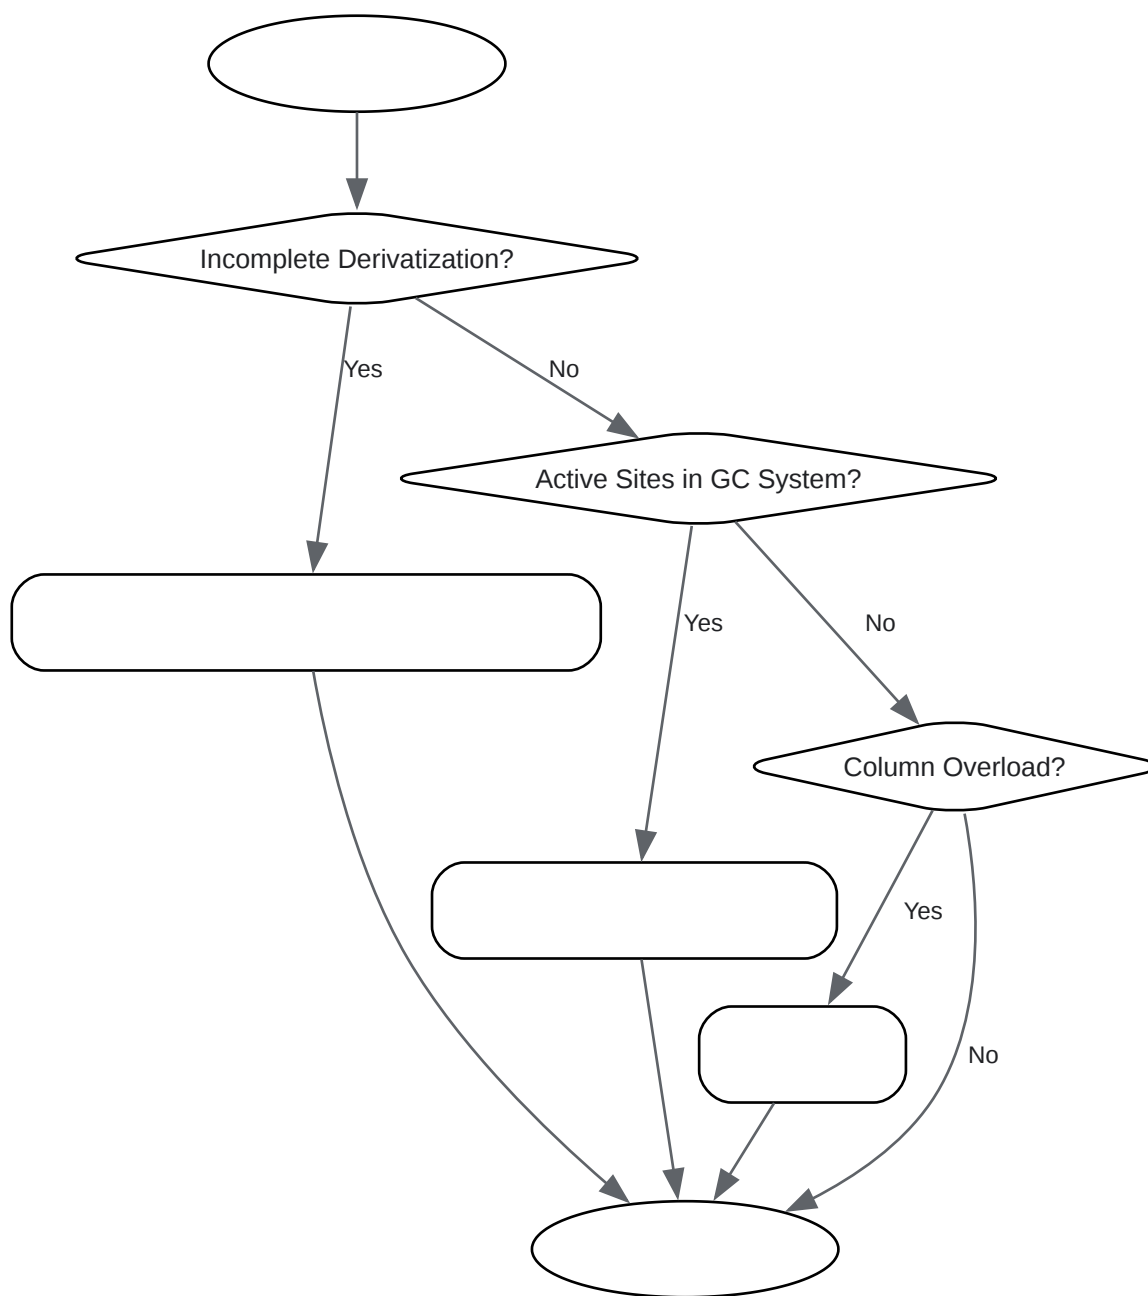 Incomplete Derivatization?
Yes
No
Active Sites in GC System?
Yes
No
Column Overload?
Yes
No